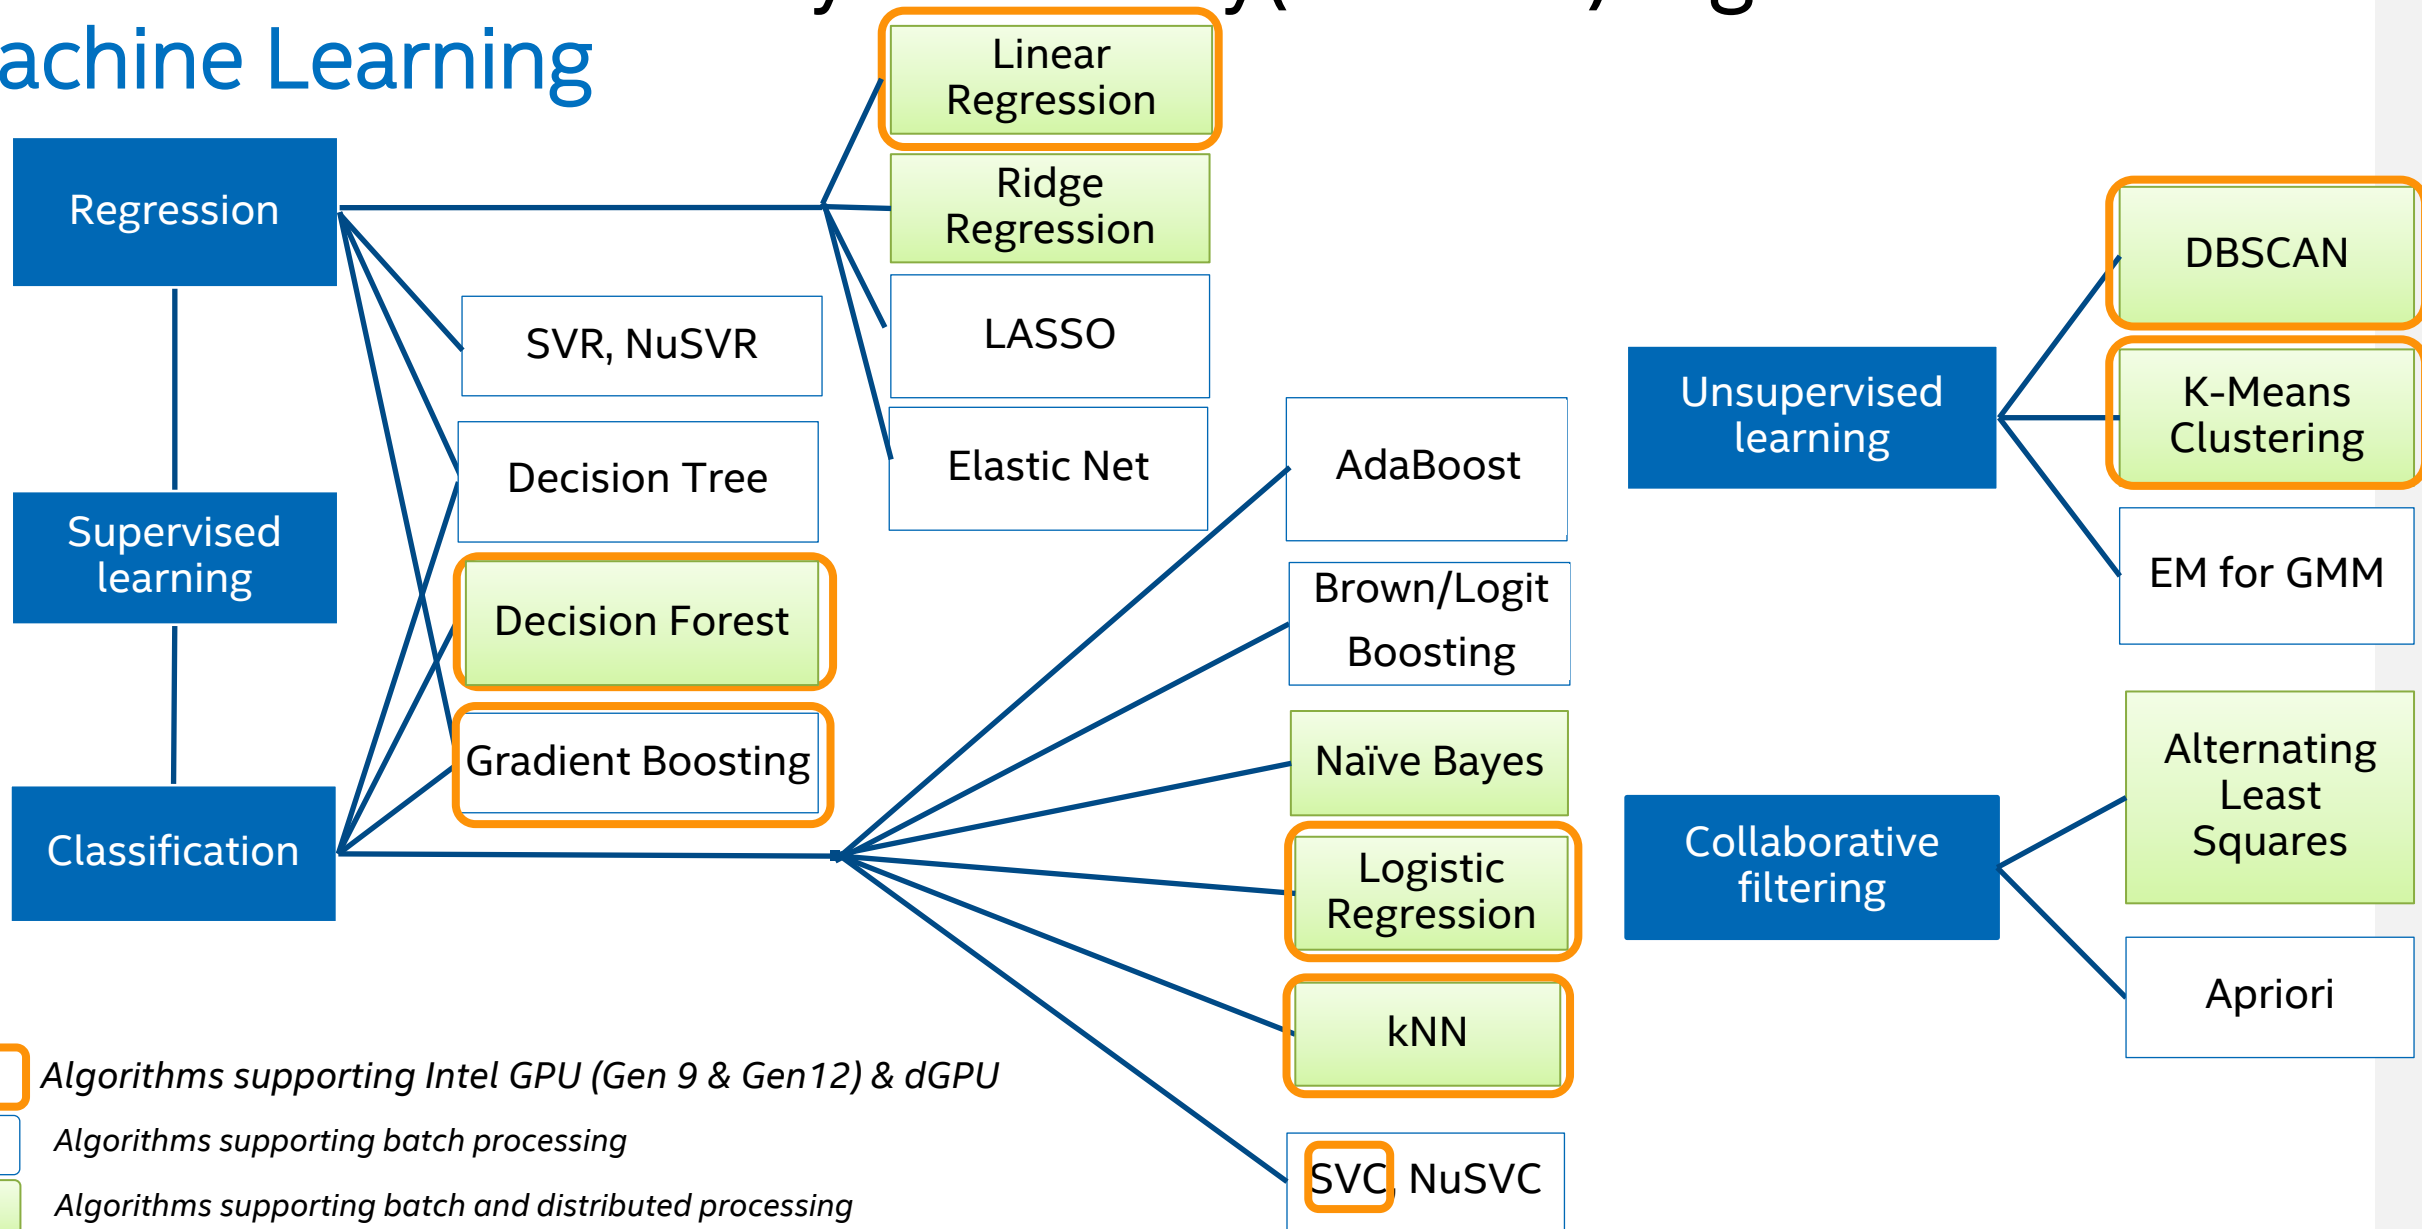 achine Learning
Linear
Regression
Ridge
Regression
LASSO
Elastic Net
Regression
SVR, NuSVR
Decision Tree
Supervised
learning
Decision Forest
Gradient Boosting
Classification
AdaBoost
Brown/Logit
Boosting
Naïve Bayes
Logistic
Regression
kNN
SVC, NuSVC
Unsupervised
learning
DBSCAN
K-Means
Clustering
EM for GMM
Collaborative
filtering
Alternating
Least
Squares
Apriori
Algorithms supporting Intel GPU (Gen 9 & Gen12) & dGPU
Algorithms supporting batch processing
Algorithms supporting batch and distributed processing